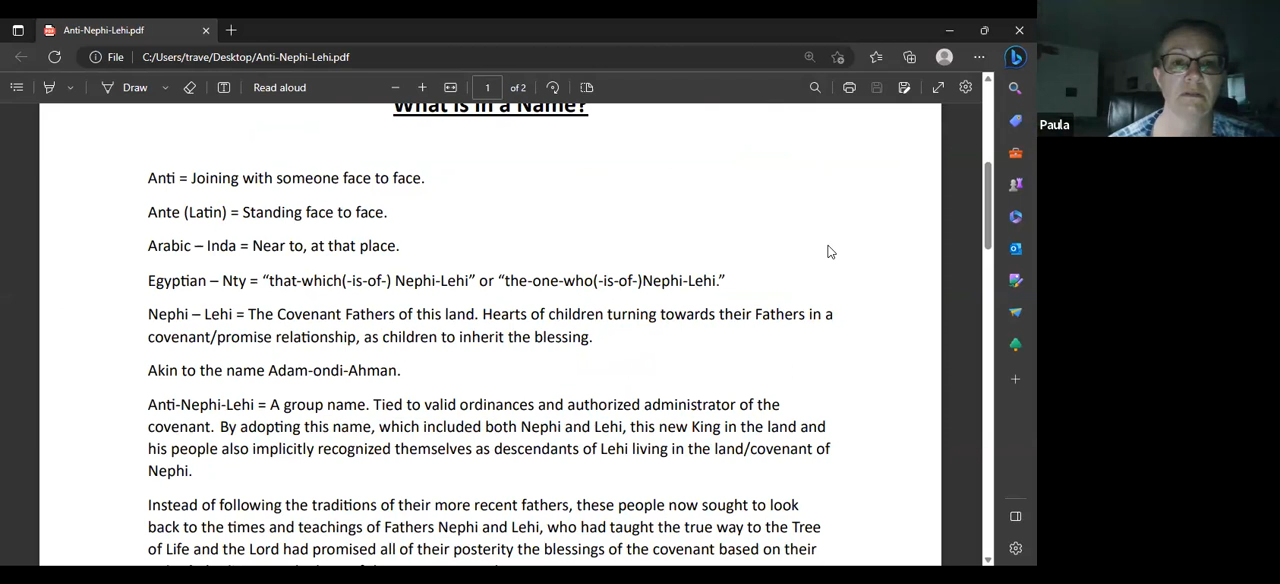 Anti-Nephi-Lehi.pdf
File
C:/Users/trave/Desktop/Anti-Nephi-Lehi.pdf
Draw
Read aloud
1
of 2
What is in a Name?
Paula
Anti = Joining with someone face to face.
Ante (Latin) = Standing face to face.
Arabic – Inda = Near to, at that place.
Egyptian – Nty = “that-which(-is-of-) Nephi-Lehi” or “the-one-who(-is-of-)Nephi-Lehi.”
Nephi – Lehi = The Covenant Fathers of this land. Hearts of children turning towards their Fathers in a
covenant/promise relationship, as children to inherit the blessing.
Akin to the name Adam-ondi-Ahman.
Anti-Nephi-Lehi = A group name. Tied to valid ordinances and authorized administrator of the
covenant. By adopting this name, which included both Nephi and Lehi, this new King in the land and
his people also implicitly recognized themselves as descendants of Lehi living in the land/covenant of
Nephi.
Instead of following the traditions of their more recent fathers, these people now sought to look
back to the times and teachings of Fathers Nephi and Lehi, who had taught the true way to the Tree
of Life and the Lord had promised all of their posterity the blessings of the covenant based on their